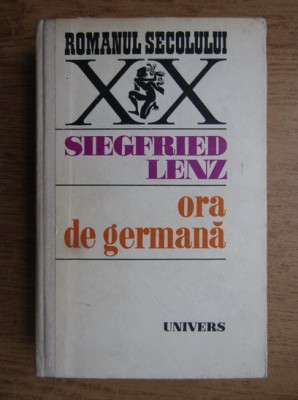 ROMANUL SECOLULUI
XX
SIEGFRIED
LENZ
ora
de germană
UNIVERS